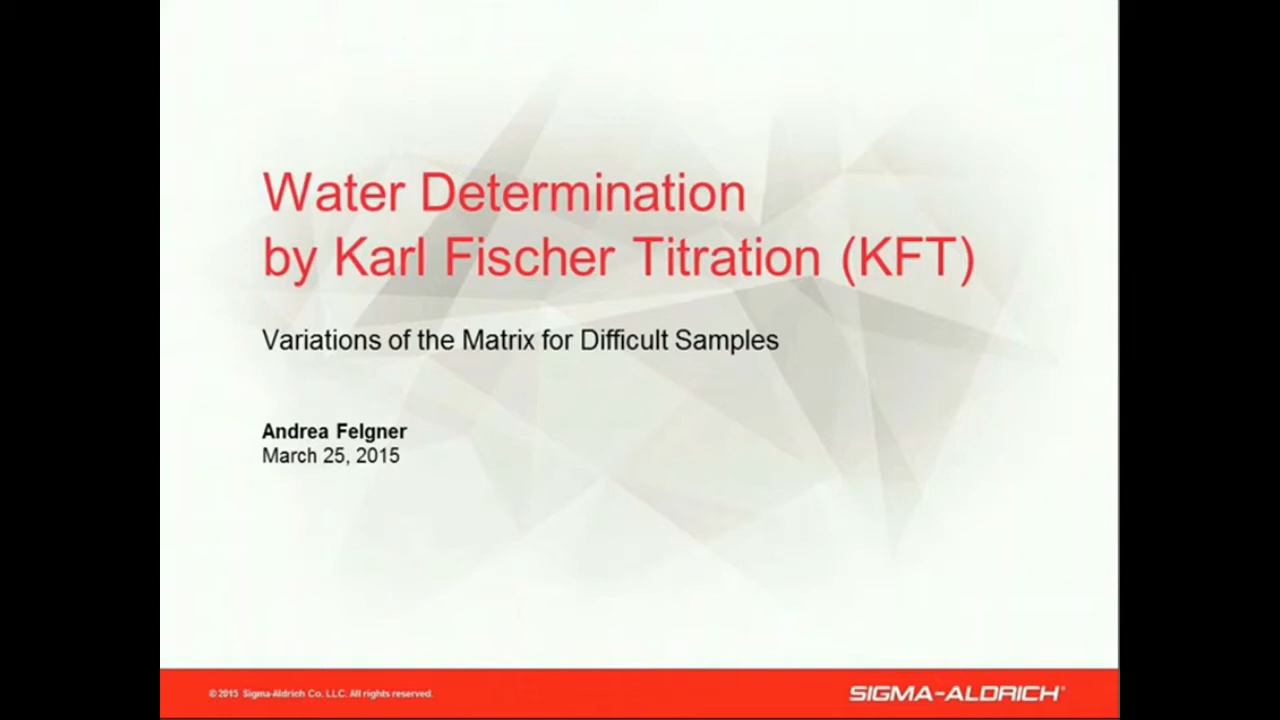 Water Determination
by Karl Fischer Titration (KFT)
Variations of the Matrix for Difficult Samples
Andrea Felgner
March 25, 2015
© 2015 Sigma-Aldrich Co. LLC. All rights reserved.
SIGMA-ALDRICH®